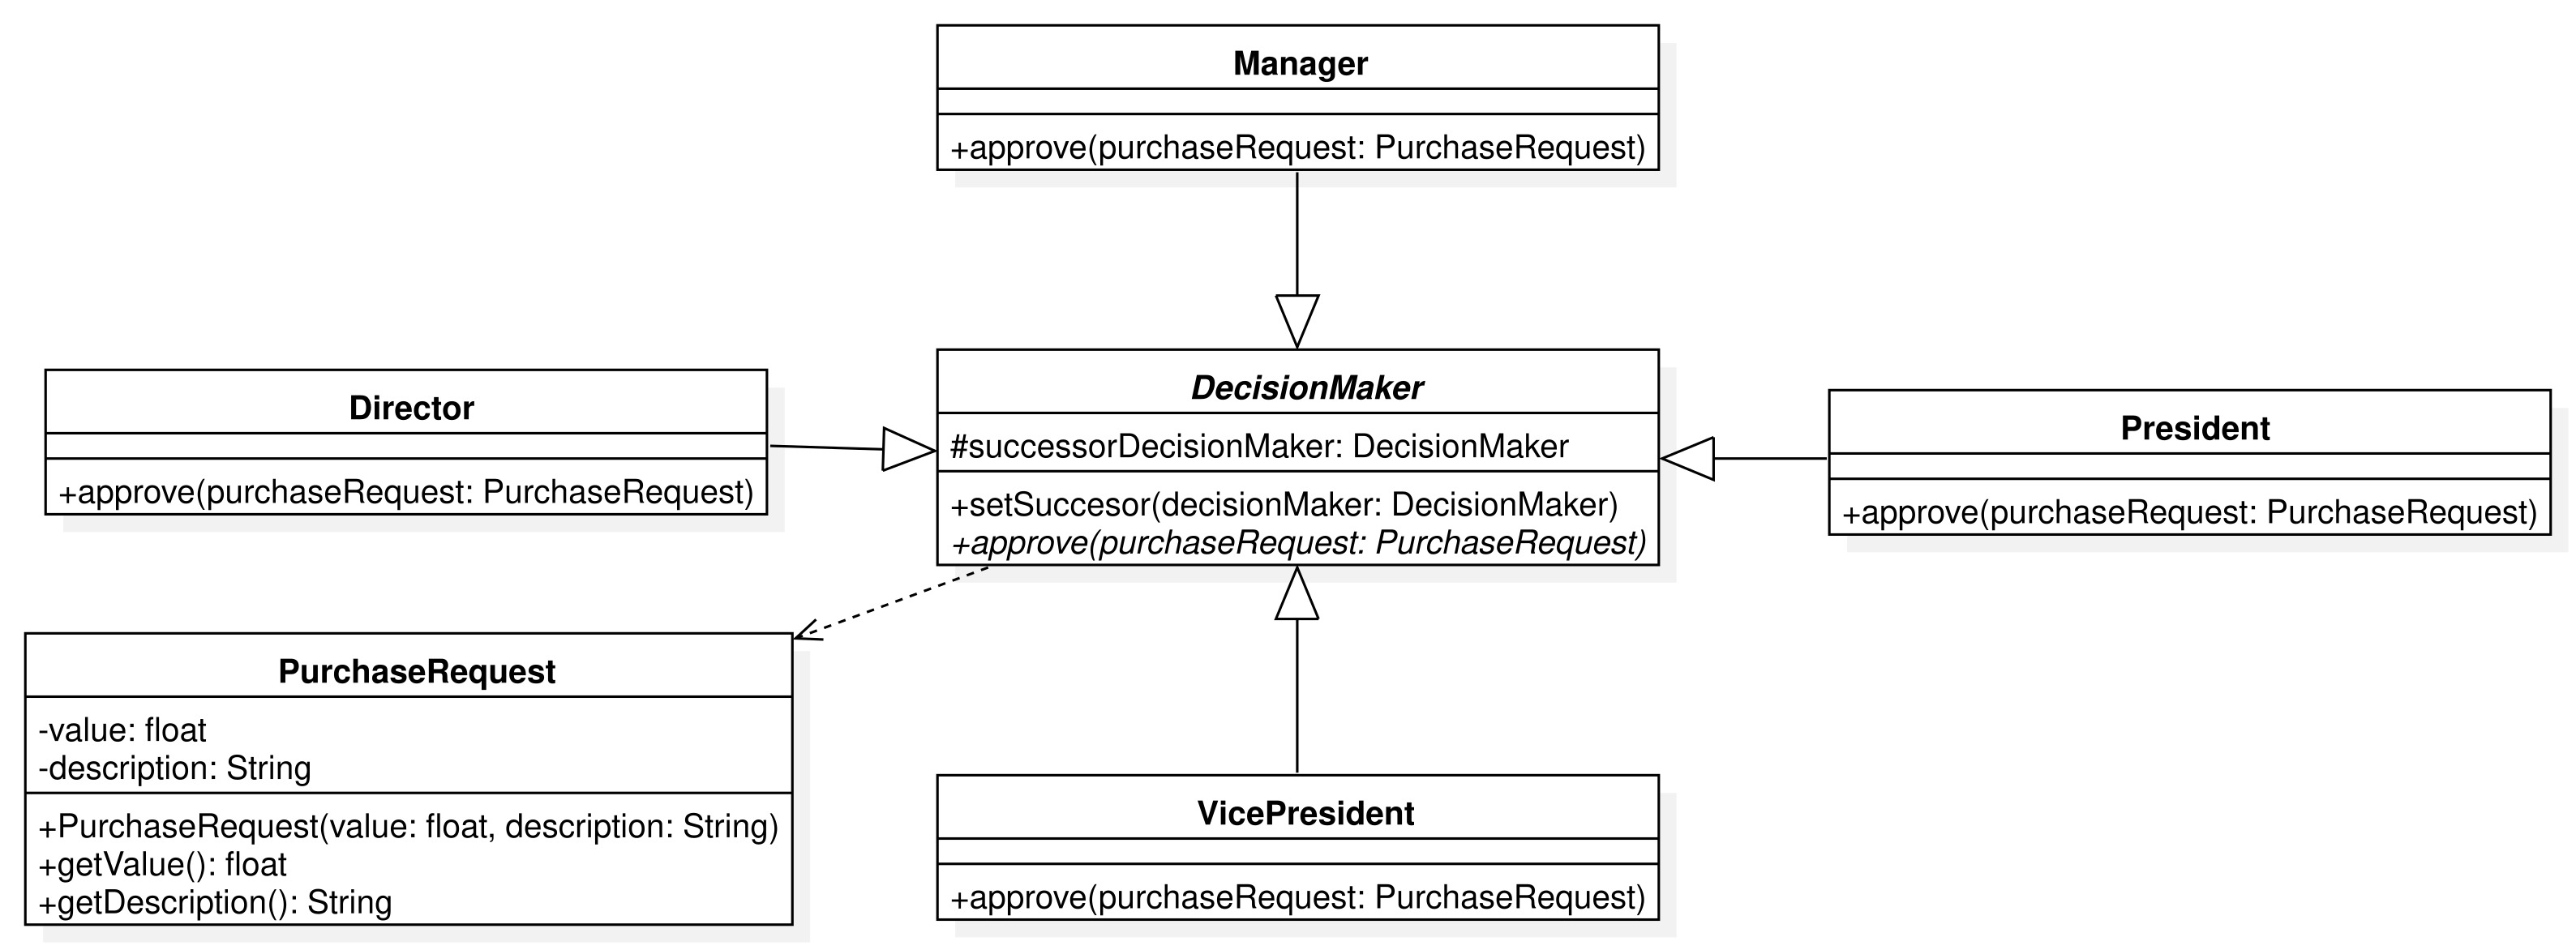 Manager
+approve(purchaseRequest: PurchaseRequest)
Director
+approve(purchaseRequest: PurchaseRequest)
DecisionMaker
#successorDecisionMaker: DecisionMaker
+setSuccesor(decisionMaker: DecisionMaker)
+approve(purchaseRequest: PurchaseRequest)
President
+approve(purchaseRequest: PurchaseRequest)
PurchaseRequest
-value: float
-description: String
+PurchaseRequest(value: float, description: String)
+getValue(): float
+getDescription(): String
VicePresident
+approve(purchaseRequest: PurchaseRequest)